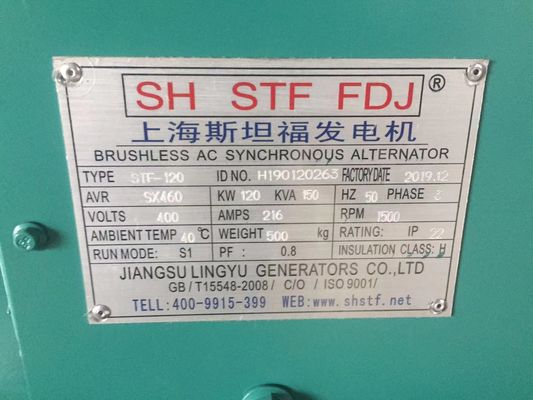 SH STF FDJ ®
上海斯坦福发电机
BRUSHLESS AC SYNCHRONOUS ALTERNATOR
TYPE STF-120 ID NO. H190120263 FACTORY DATE 2019.12
AVR SX460 KW 120 KVA 150 HZ 50 PHASE 3
VOLTS 400 AMPS 216 RPM 1500
AMBIENT TEMP 40 ℃ WEIGHT 500 kg RATING: IP 22
RUN MODE: S1 PF : 0.8 INSULATION CLASS: H
JIANGSU LINGYU GENERATORS CO.,LTD
GB/T15548-2008/ C/O / ISO 9001/
TELL:400-9915-399 WEB:www.shstf.net